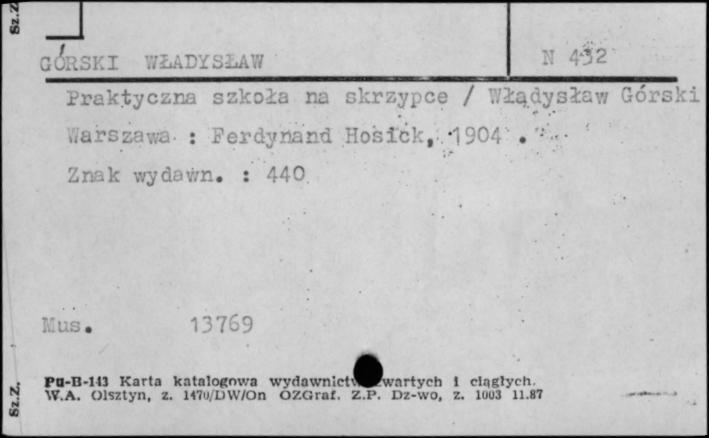 Sz.Z.
GÓRSKI WŁADYSŁAW N 432
Praktyczna szkoła na skrzypce / Władysław Górski
Warszawa : Ferdynand Hosick, 1904 .
Znak wydawn. : 440
Mus. 13769
Sz.Z.
Pu-B-143 Karta katalogowa wydawnictw zwartych i ciągłych.
W.A. Olsztyn, z. 1470/DW/On OZGraf. Z.P. Dz-wo, z. 1003 11.87